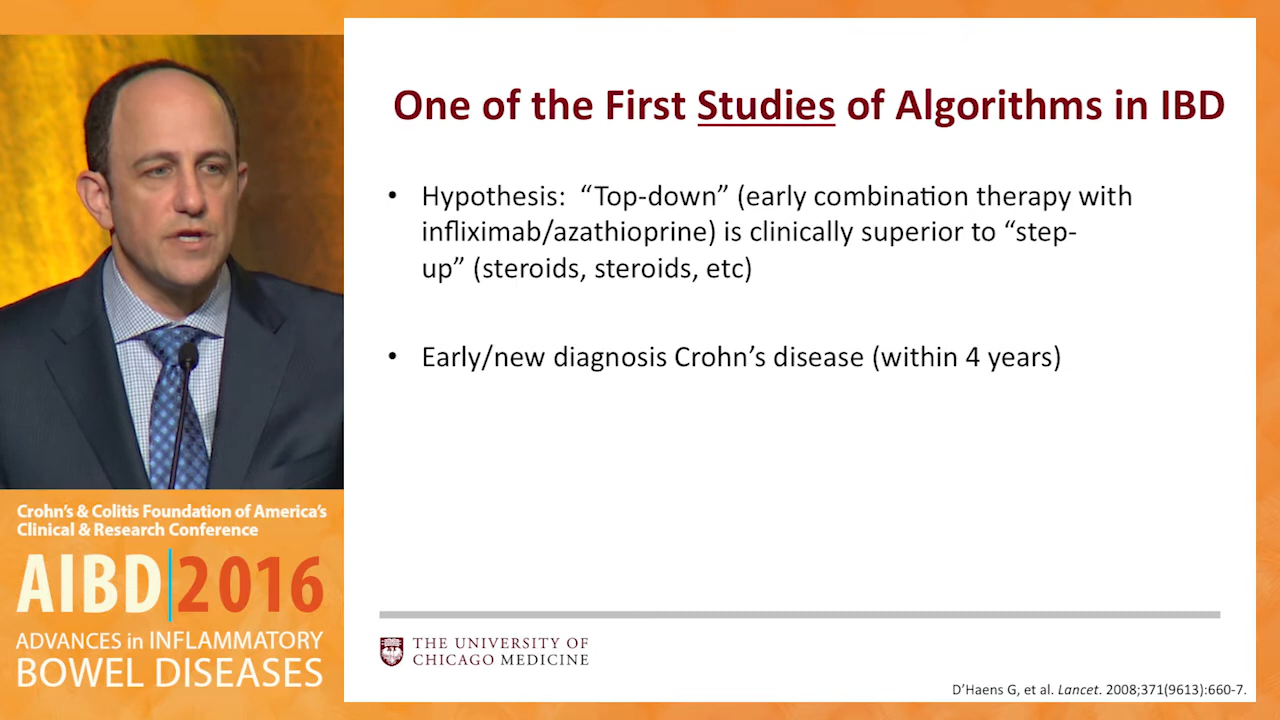 One of the First Studies of Algorithms in IBD
• Hypothesis: “Top-down” (early combination therapy with
infliximab/azathioprine) is clinically superior to “step-
up” (steroids, steroids, etc)
• Early/new diagnosis Crohn’s disease (within 4 years)
Crohn’s & Colitis Foundation of America’s
Clinical & Research Conference
AIBD|2016
ADVANCES in INFLAMMATORY
BOWEL DISEASES
THE UNIVERSITY OF
CHICAGO MEDICINE
D’Haens G, et al. Lancet. 2008;371(9613):660-7.